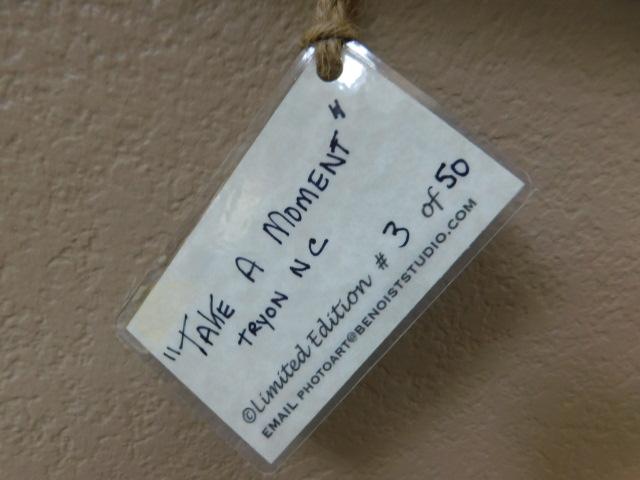 "TAKE A MOMENT"
TRYON NC
©Limited Edition # 3 of 50
EMAIL PHOTOART@BENOISTSTUDIO.COM